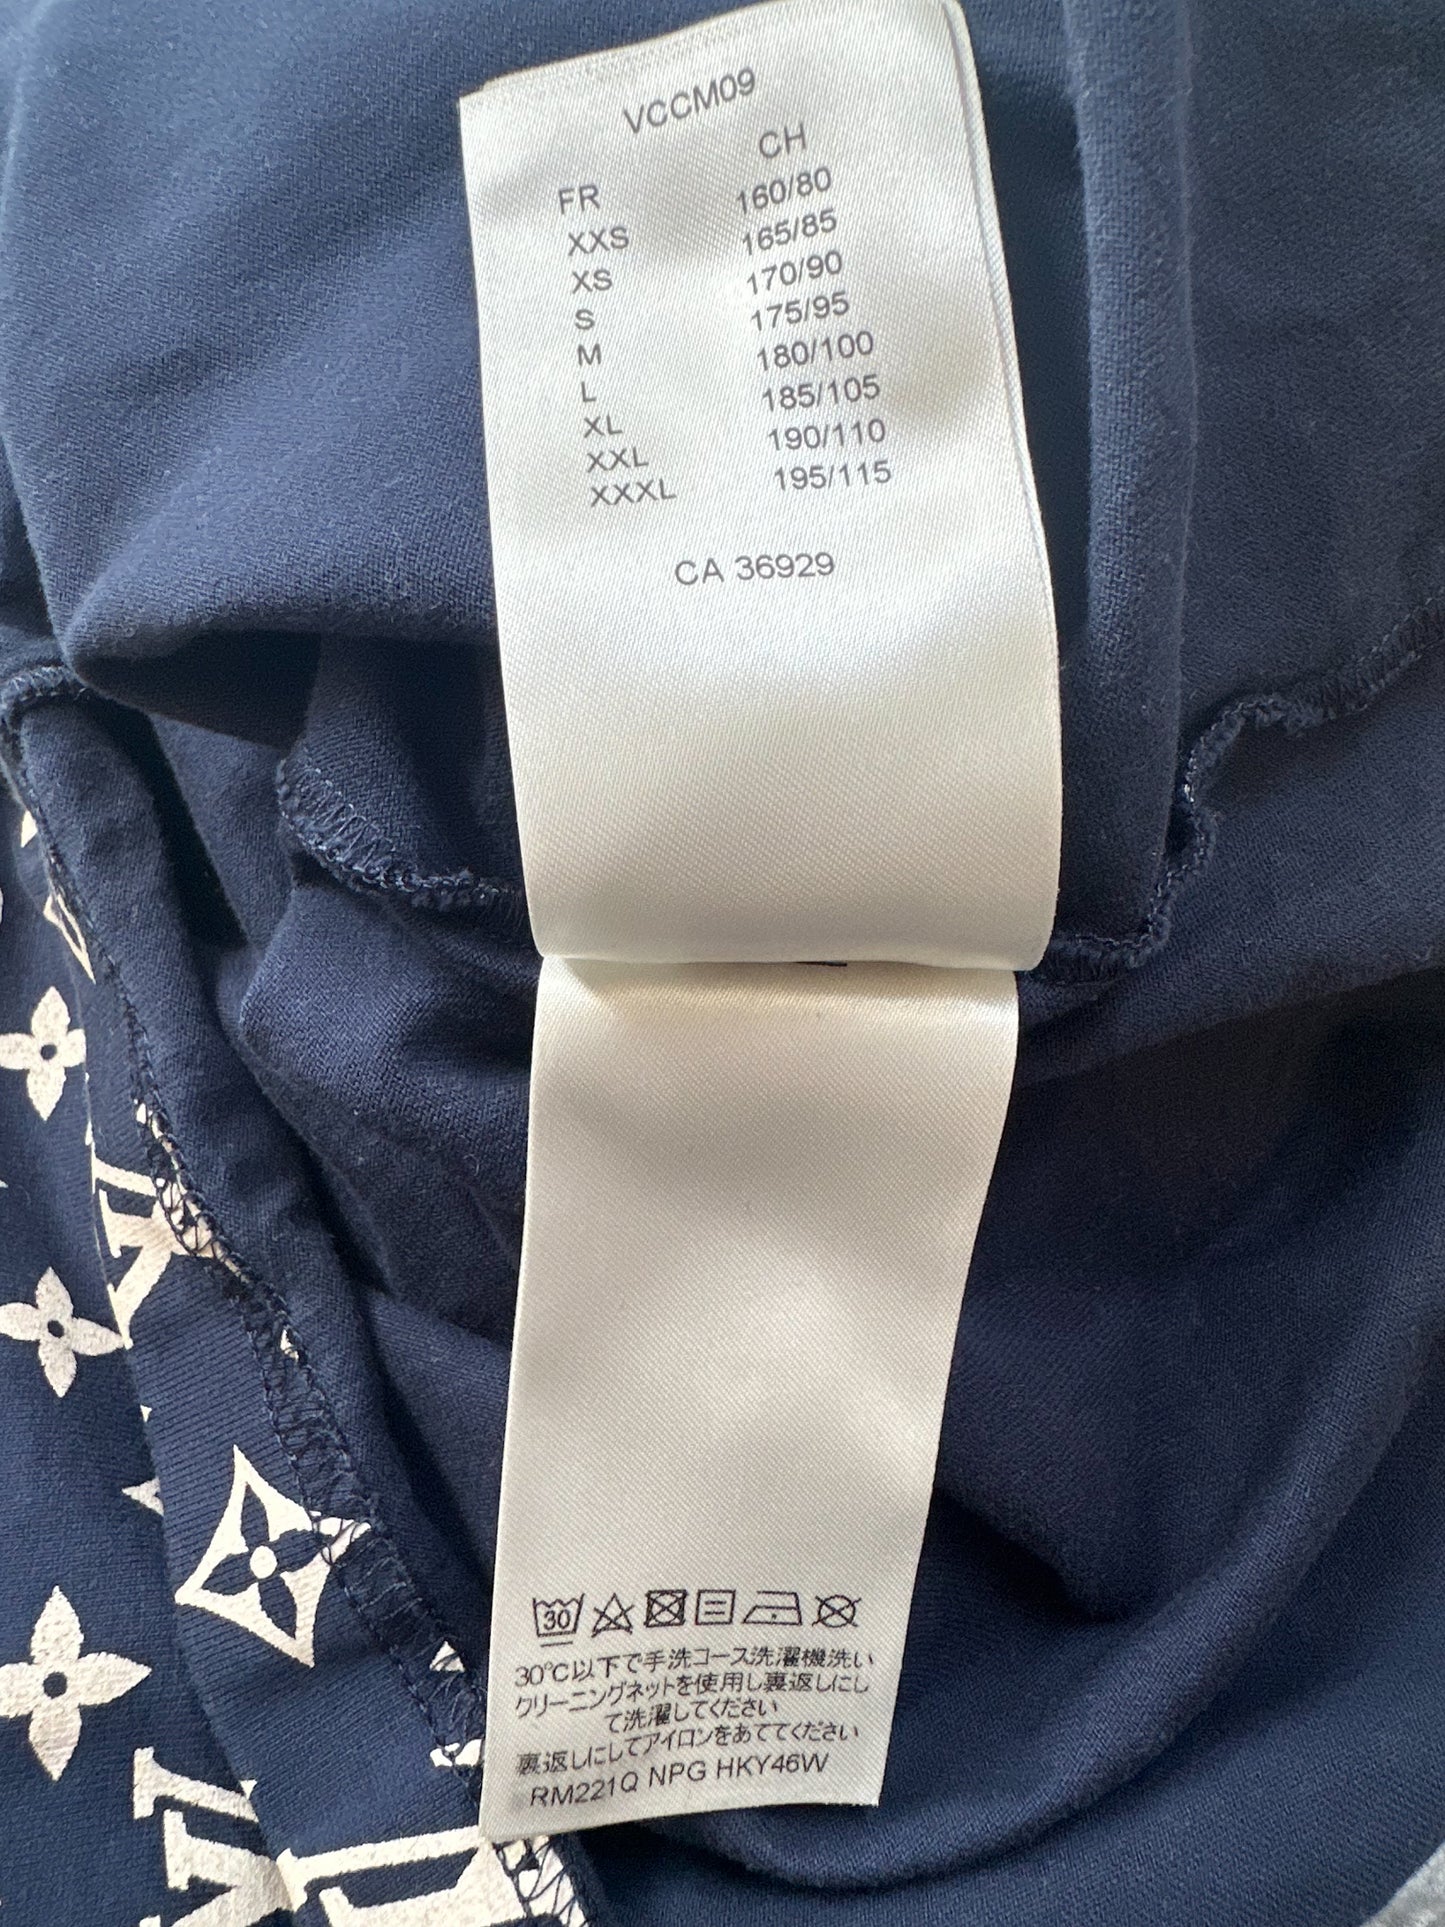 VCCM09
FR CH
XXS 160/80
XS 165/85
S 170/90
M 175/95
L 180/100
XL 185/105
XXL 190/110
XXXL 195/115
CA 36929
30
30℃以下で手洗コース洗濯機洗い
クリーニングネットを使用し裏返しにし
て洗濯してください
裏返しにしてアイロンをあててください
RM221Q NPG HKY46W